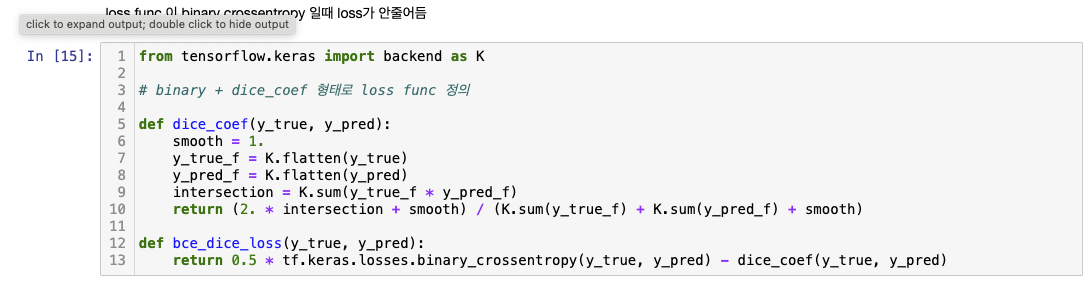 loss func 이 binary crossentropy 일때 loss가 안줄어듬
click to expand output; double click to hide output
In [15]:
1 from tensorflow.keras import backend as K
2
3 # binary + dice_coef 형태로 loss func 정의
4
5 def dice_coef(y_true, y_pred):
6     smooth = 1.
7     y_true_f = K.flatten(y_true)
8     y_pred_f = K.flatten(y_pred)
9     intersection = K.sum(y_true_f * y_pred_f)
10     return (2. * intersection + smooth) / (K.sum(y_true_f) + K.sum(y_pred_f) + smooth)
11
12 def bce_dice_loss(y_true, y_pred):
13     return 0.5 * tf.keras.losses.binary_crossentropy(y_true, y_pred) - dice_coef(y_true, y_pred)